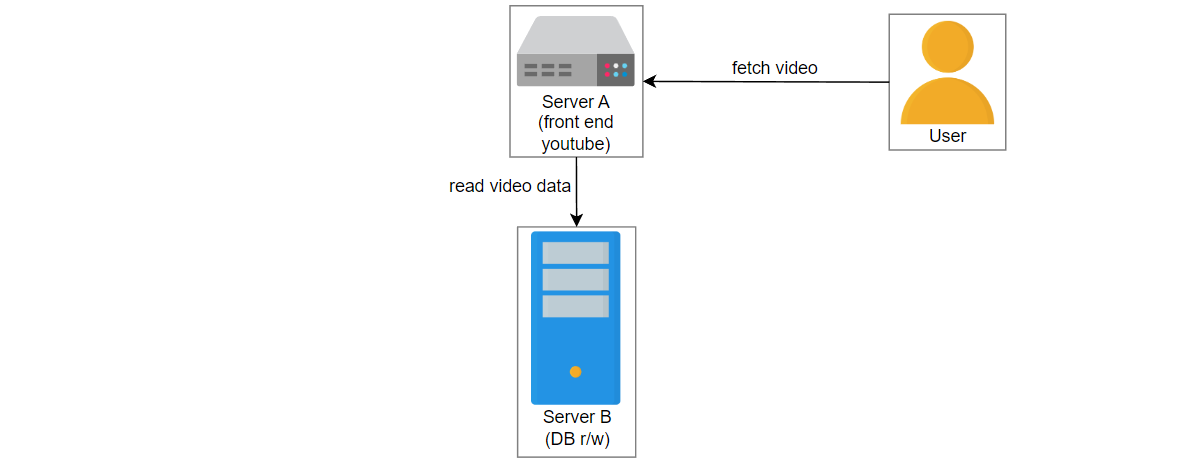 fetch video
Server A
(front end
youtube)
User
read video data
Server B
(DB r/w)